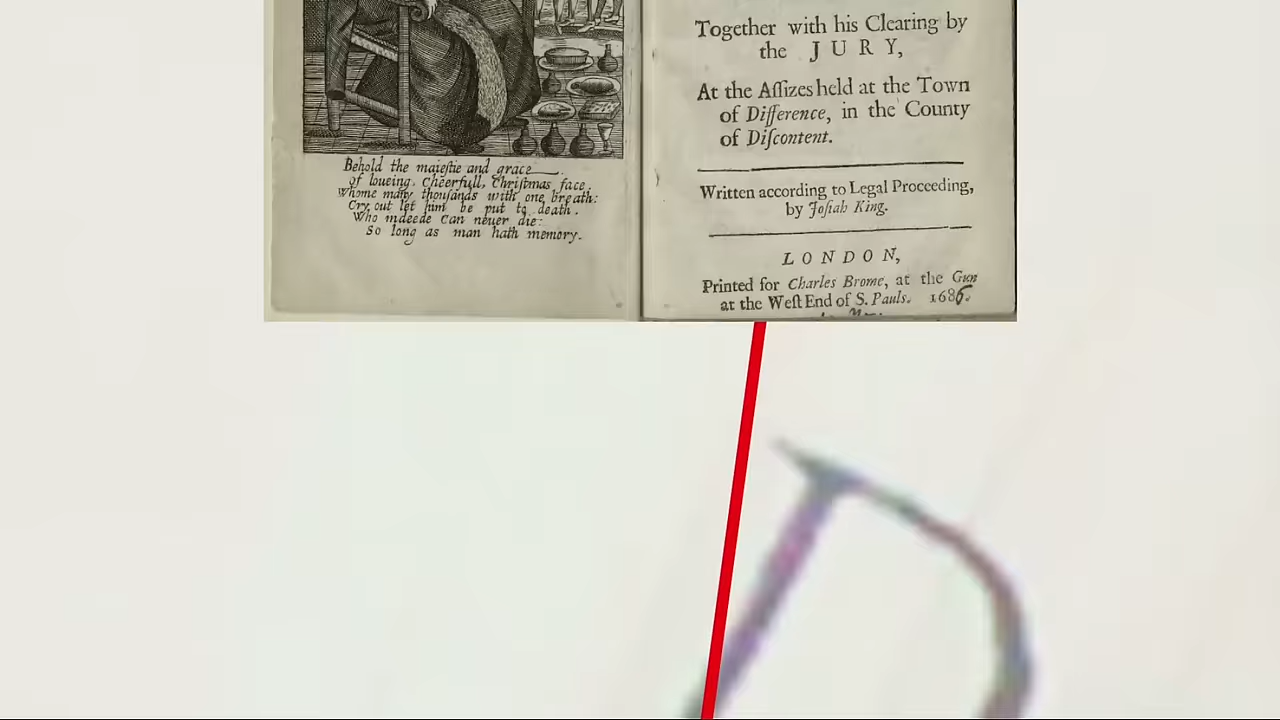 Behold the maiestie and grace
of loueing, Cheerfull, Christmas face,
Whome many thousands with one breath:
Cry out let him be put to death.
Who indeede Can neuer die:
So long as man hath memory.
Together with his Clearing by
the JURY,
At the Aſſizes held at the Town
of Difference, in the County
of Diſcontent.
Written according to Legal Proceeding,
by Joſiah King.
LONDON,
Printed for Charles Brome, at the Gun
at the Weſt End of S. Pauls. 1686.